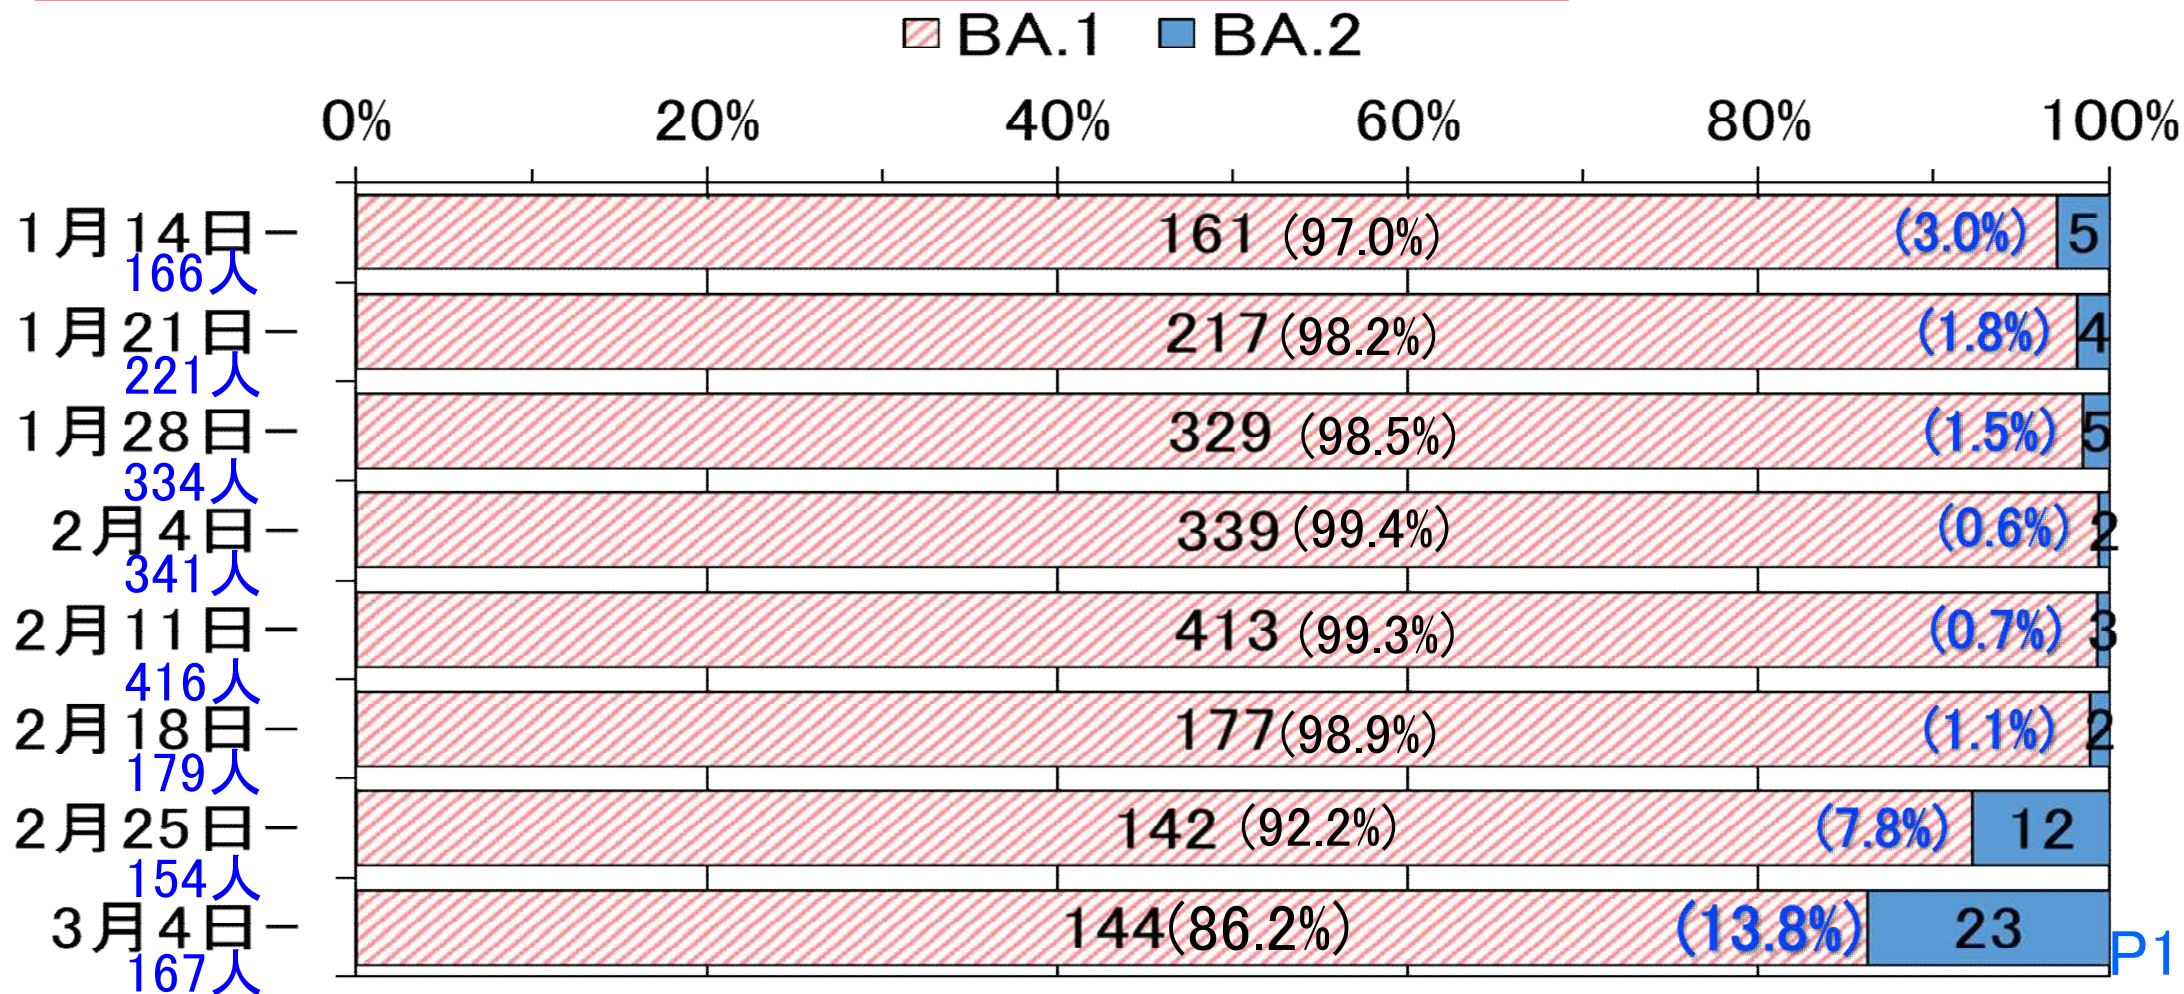 BA.1 BA.2
0% 20% 40% 60% 80% 100%
1月14日− 161 (97.0%) (3.0%) 5
166人
1月21日− 217(98.2%) (1.8%) 4
221人
1月28日− 329 (98.5%) (1.5%) 5
334人
2月4日− 339(99.4%) (0.6%) 2
341人
2月11日− 413 (99.3%) (0.7%) 3
416人
2月18日− 177(98.9%) (1.1%) 2
179人
2月25日− 142 (92.2%) (7.8%) 12
154人
3月4日− 144(86.2%) (13.8%) 23
167人 P1